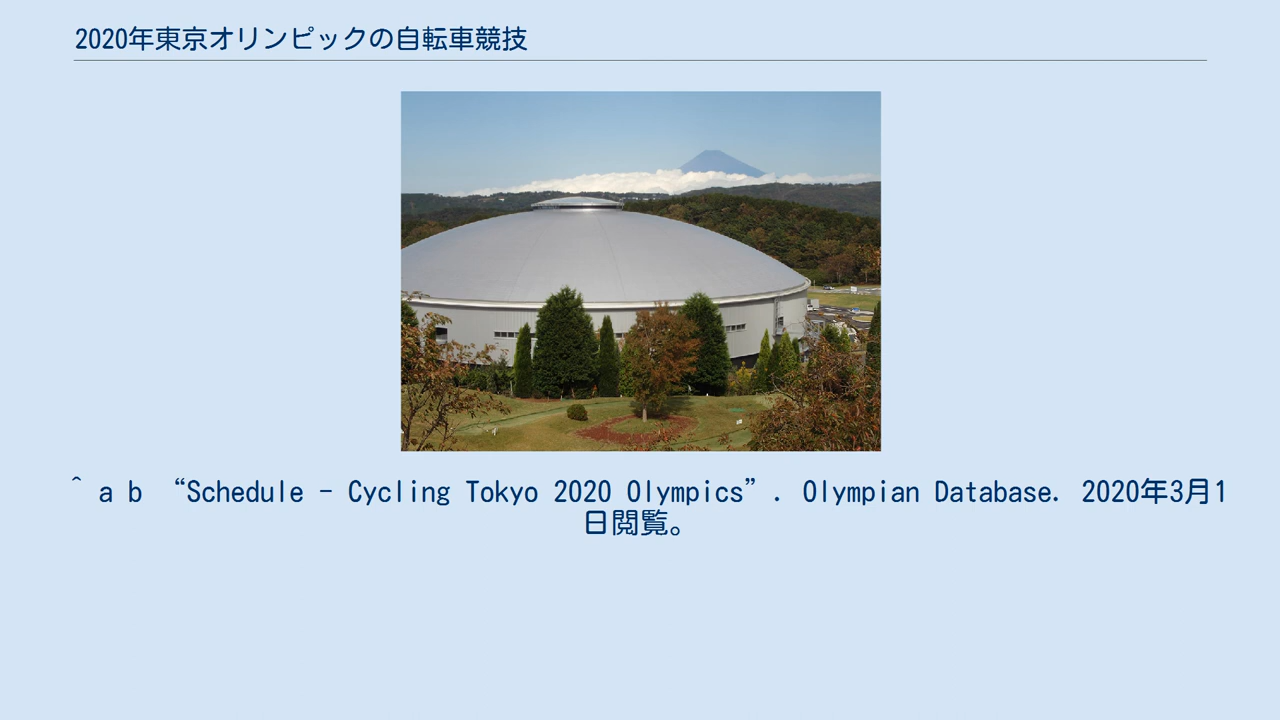 2020年東京オリンピックの自転車競技
^ a b “Schedule - Cycling Tokyo 2020 Olympics”. Olympian Database. 2020年3月1
日閲覧。